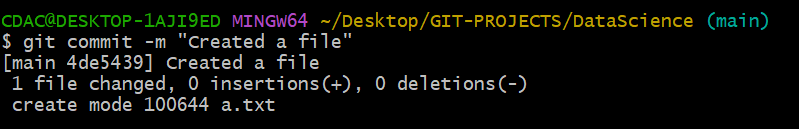 CDAC@DESKTOP-1AJI9ED MINGW64 ~/Desktop/GIT-PROJECTS/DataScience (main)
$ git commit -m "Created a file"
[main 4de5439] Created a file
 1 file changed, 0 insertions(+), 0 deletions(-)
 create mode 100644 a.txt